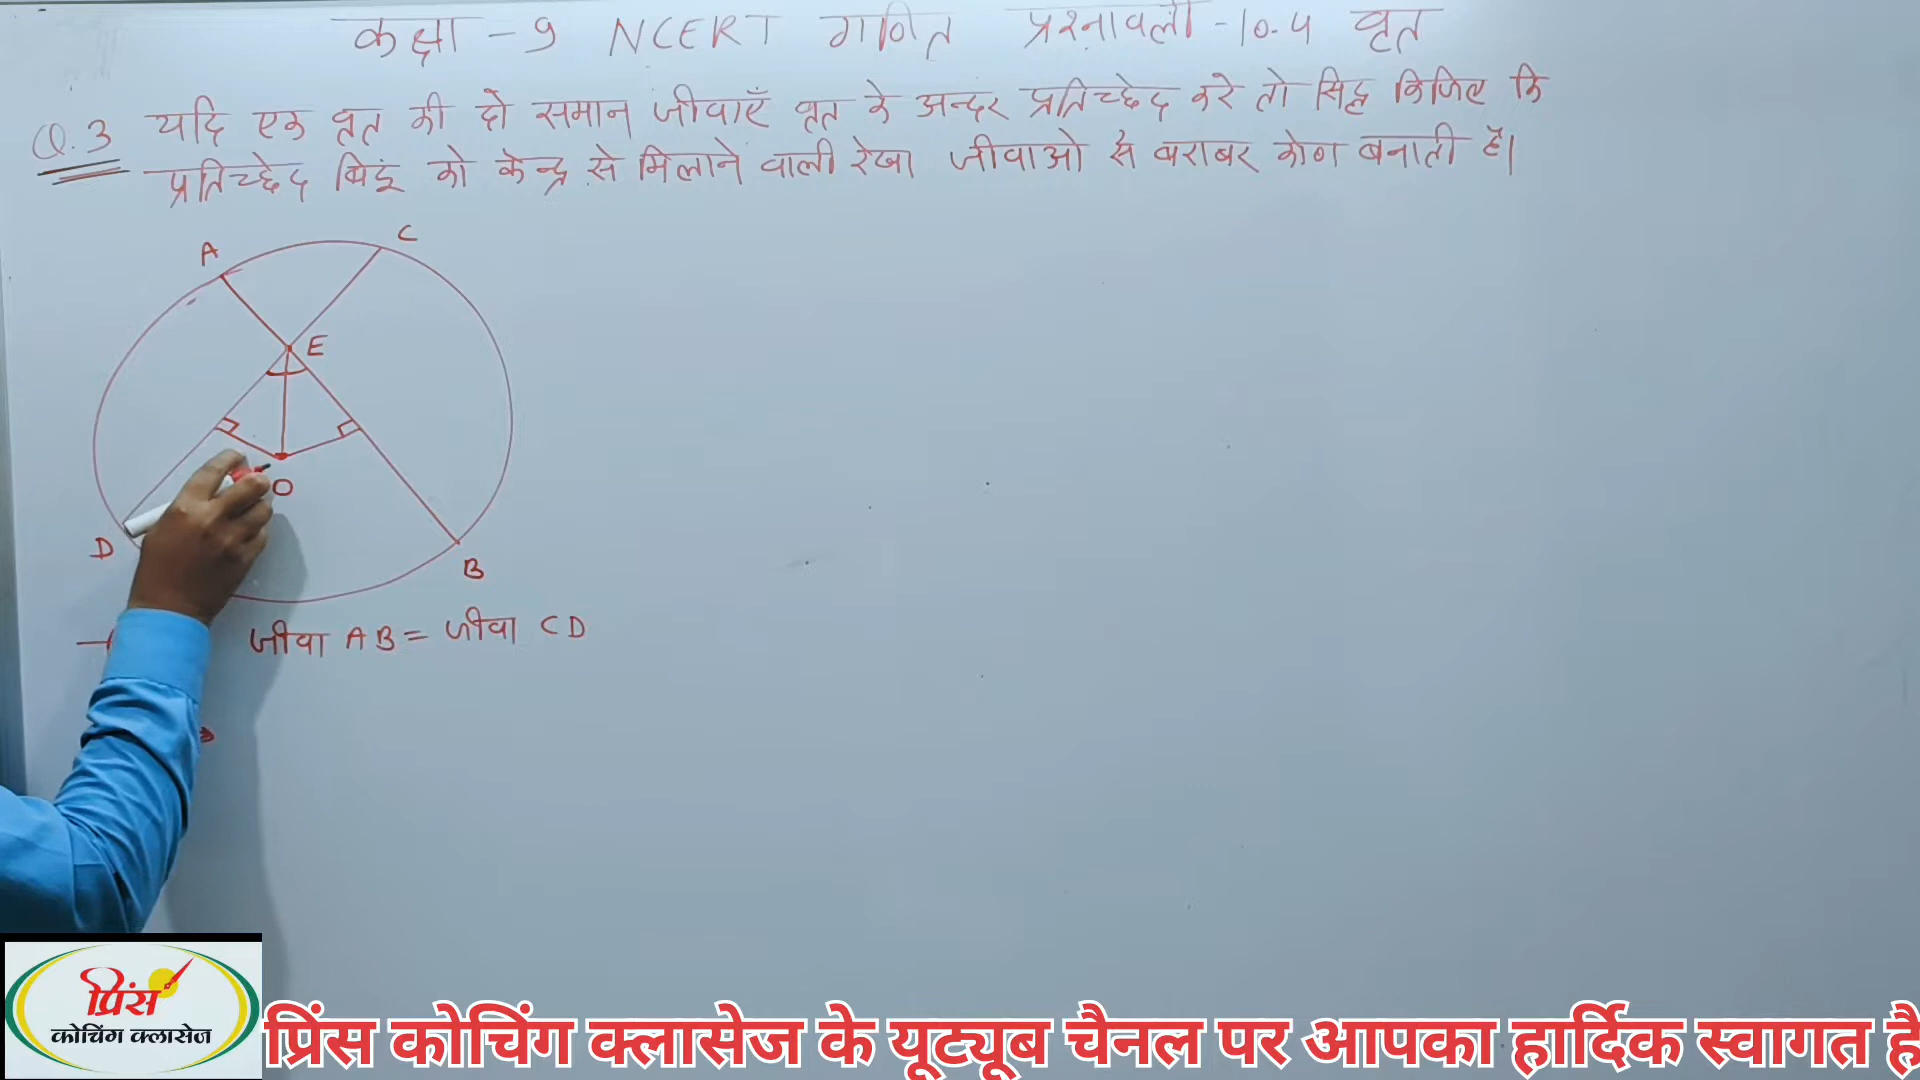 कक्षा - 9 NCERT गणित प्रश्नावली - 10.4 वृत
Q.3 यदि एक वृत की दो समान जीवाएँ वृत के अन्दर प्रतिच्छेद करे तो सिद्ध किजिए कि
प्रतिच्छेद बिंदू को केन्द्र से मिलाने वाली रेखा जीवाओ से बराबर कोण बनाती है।
A
C
E
O
D
B
जीवा AB = जीवा CD
प्रिंस
कोचिंग क्लासेज
प्रिंस कोचिंग क्लासेज के यूट्यूब चैनल पर आपका हार्दिक स्वागत है